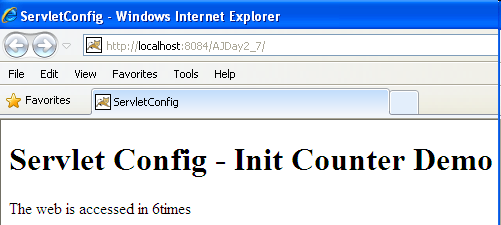 ServletConfig - Windows Internet Explorer
http://localhost:8084/AJDay2_7/
File Edit View Favorites Tools Help
Favorites ServletConfig
Servlet Config - Init Counter Demo
The web is accessed in 6times